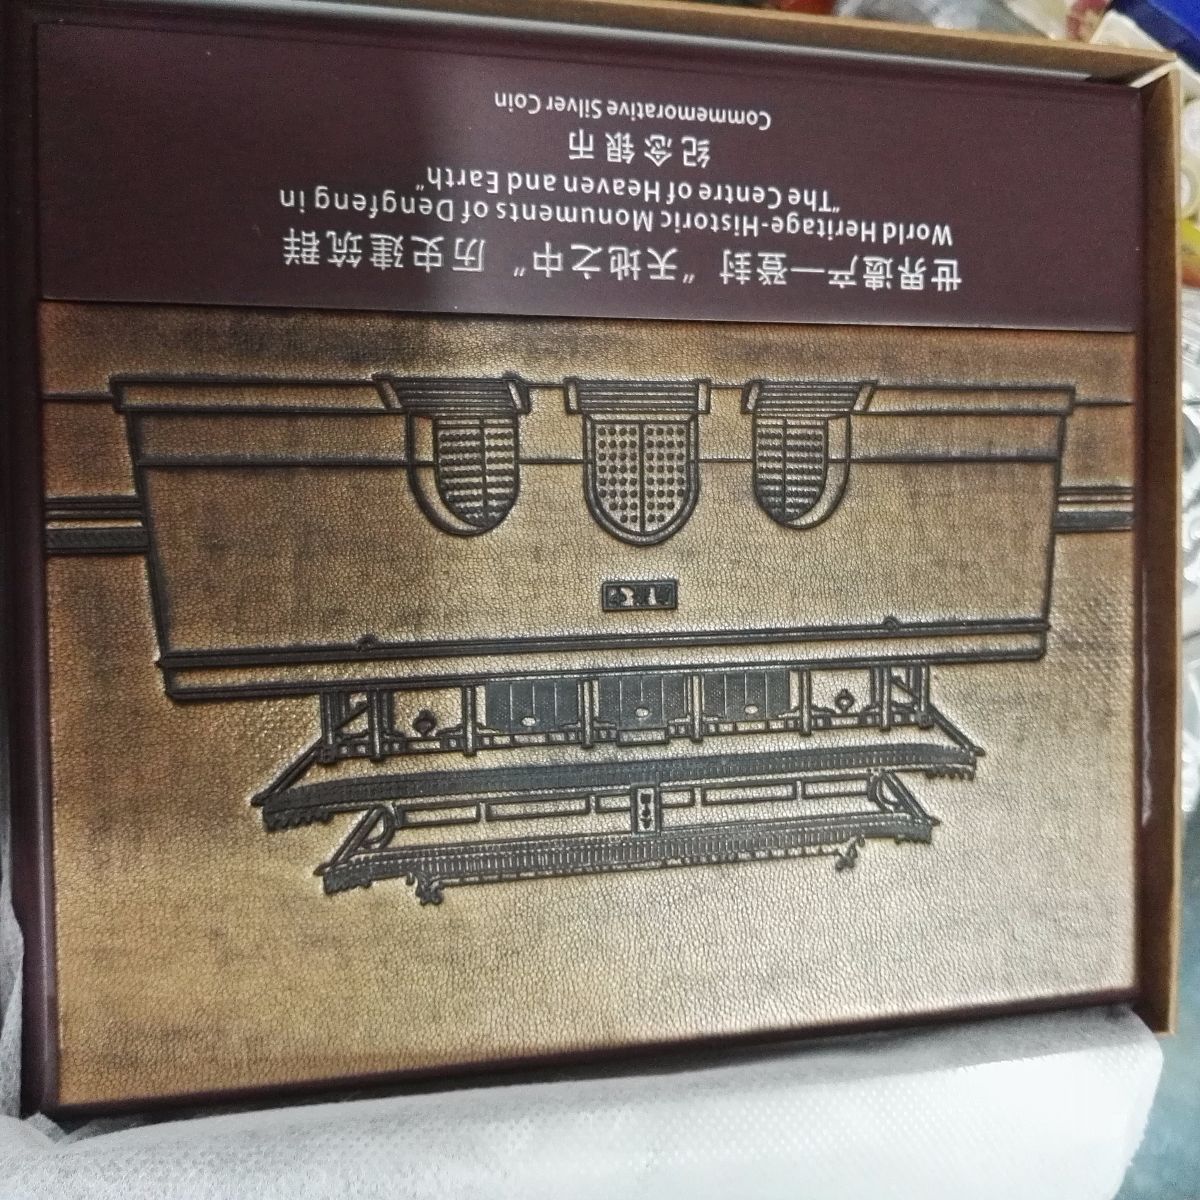 世界遗产—登封 "天地之中" 历史建筑群
World Heritage-Historic Monuments of Dengfeng in
"The Centre of Heaven and Earth"
纪念银币
Commemorative Silver Coin